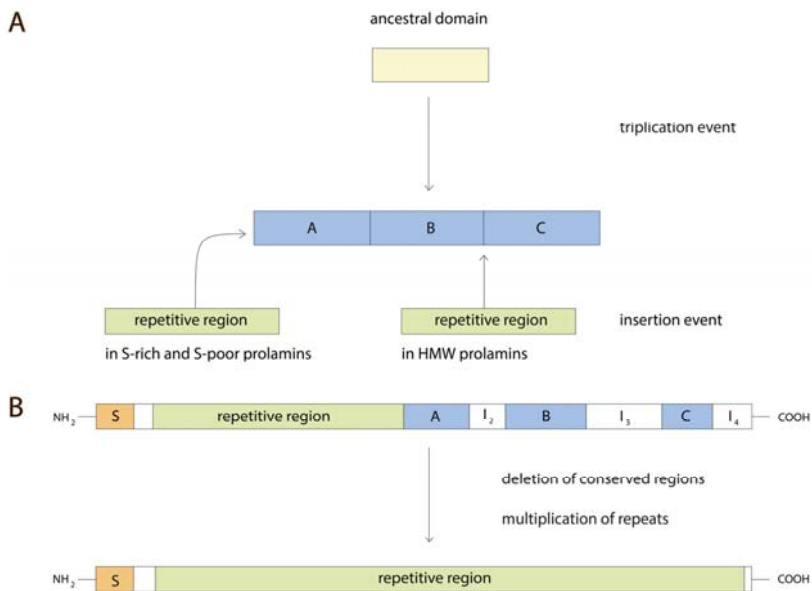 A
ancestral domain
triplication event
A B C
repetitive region repetitive region insertion event
in S-rich and S-poor prolamins in HMW prolamins
B
NH2 S repetitive region A I2 B I3 C I4 COOH
deletion of conserved regions
multiplication of repeats
NH2 S repetitive region COOH